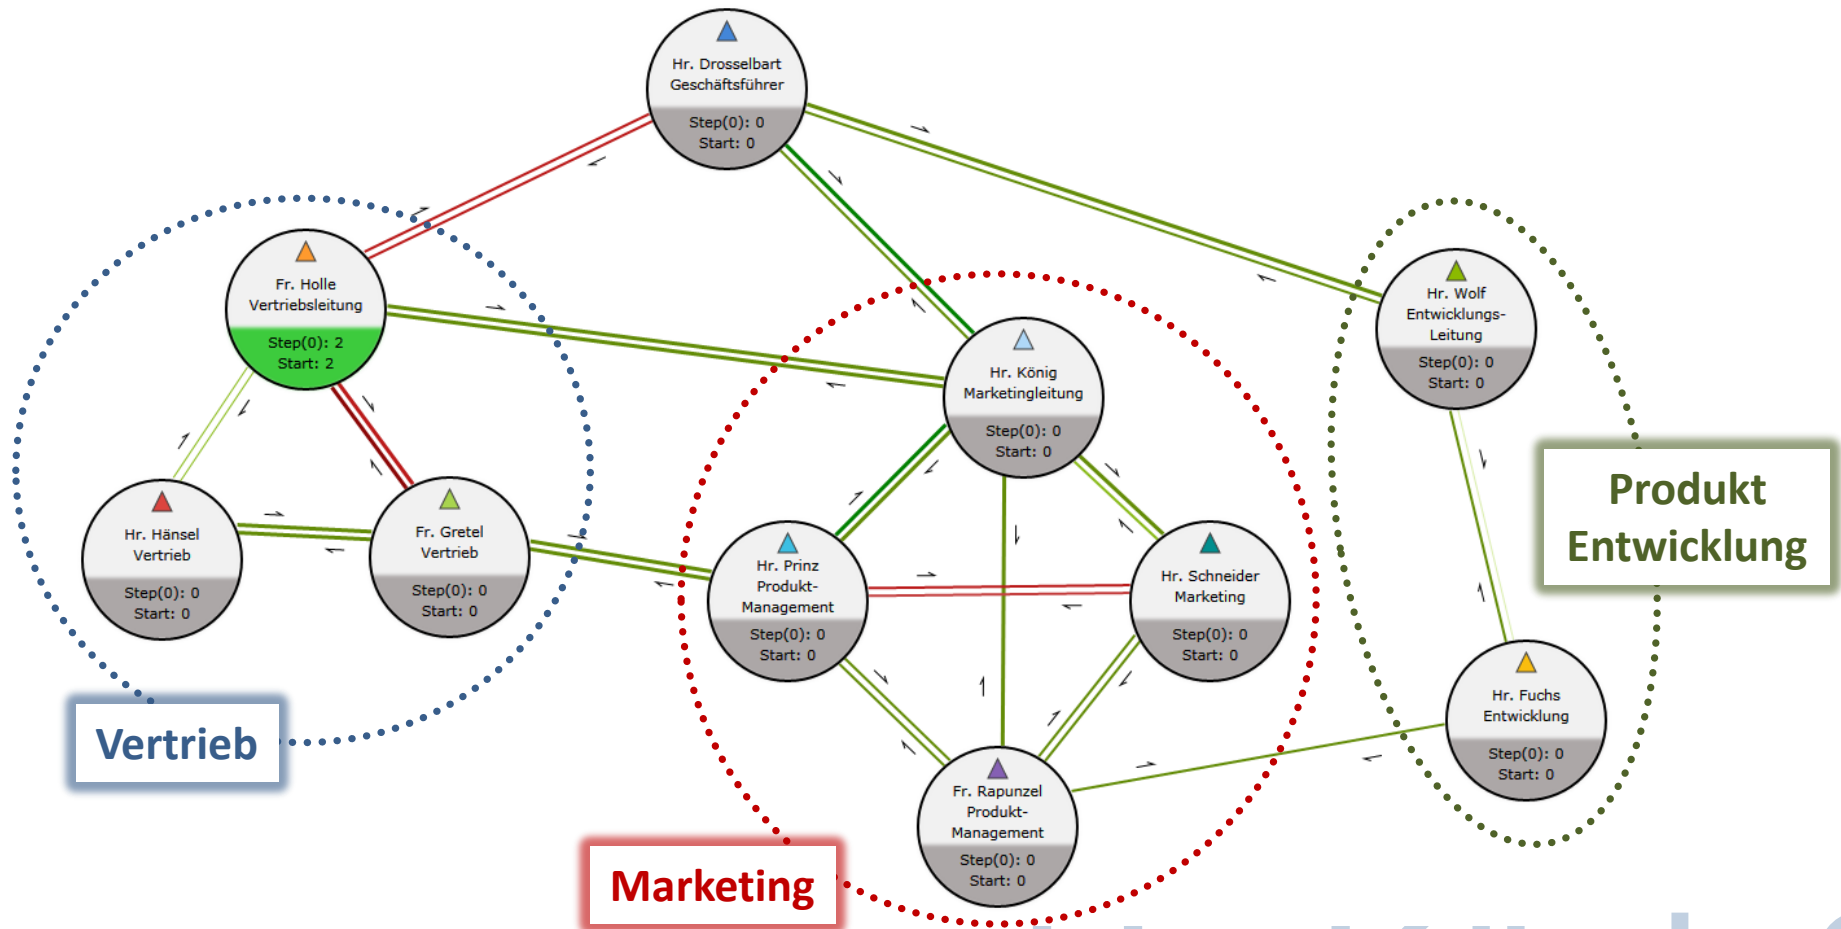 Hr. Drosselbart
Geschäftsführer
Step(0): 0
Start: 0
Fr. Holle
Vertriebsleitung
Step(0): 2
Start: 2
Hr. Wolf
Entwicklungs-
Leitung
Step(0): 0
Start: 0
Hr. König
Marketingleitung
Step(0): 0
Start: 0
Hr. Hänsel
Vertrieb
Step(0): 0
Start: 0
Fr. Gretel
Vertrieb
Step(0): 0
Start: 0
Hr. Prinz
Produkt-
Management
Step(0): 0
Start: 0
Hr. Schneider
Marketing
Step(0): 0
Start: 0
Produkt
Entwicklung
Hr. Fuchs
Entwicklung
Step(0): 0
Start: 0
Vertrieb
Fr. Rapunzel
Produkt-
Management
Step(0): 0
Start: 0
Marketing